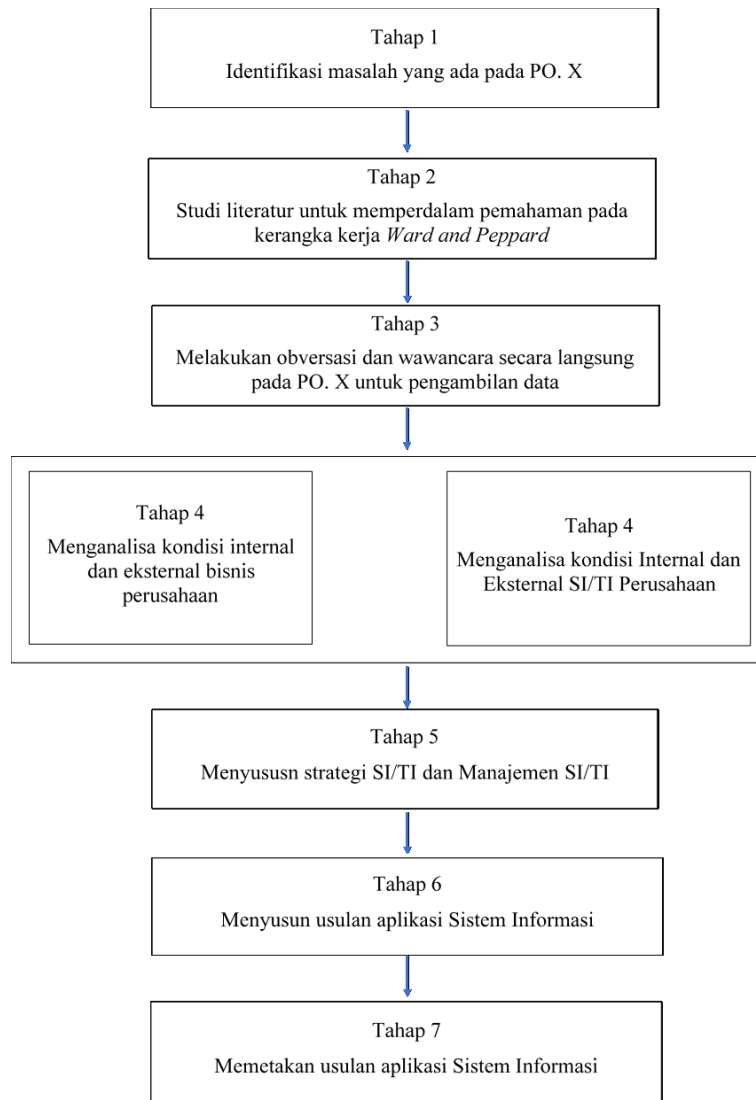 Tahap 1
Identifikasi masalah yang ada pada PO. X
Tahap 2
Studi literatur untuk memperdalam pemahaman pada
kerangka kerja Ward and Peppard
Tahap 3
Melakukan obversasi dan wawancara secara langsung
pada PO. X untuk pengambilan data
Tahap 4
Menganalisa kondisi internal
dan eksternal bisnis
perusahaan
Tahap 4
Menganalisa kondisi Internal dan
Eksternal SI/TI Perusahaan
Tahap 5
Menyususn strategi SI/TI dan Manajemen SI/TI
Tahap 6
Menyusun usulan aplikasi Sistem Informasi
Tahap 7
Memetakan usulan aplikasi Sistem Informasi